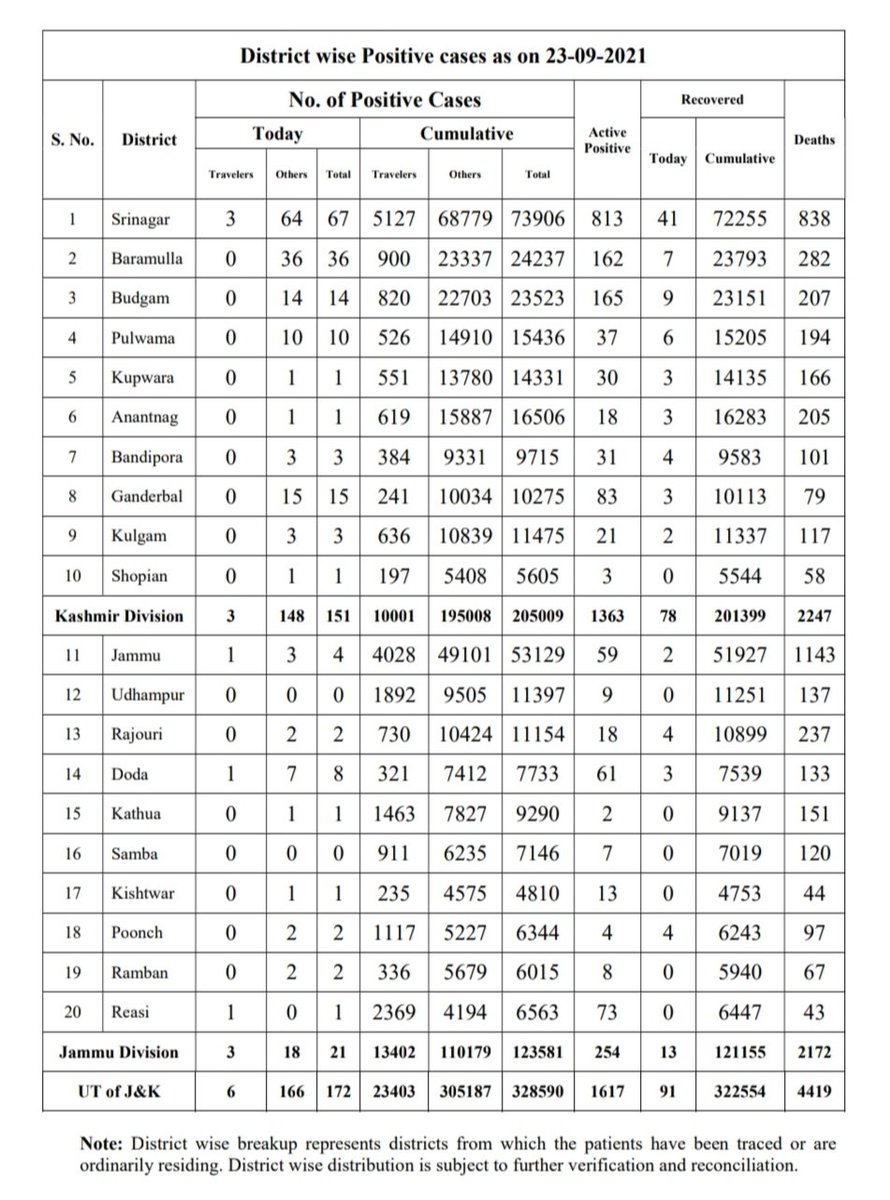 District wise Positive cases as on 23-09-2021
S. No. District No. of Positive Cases Active Positive Recovered Deaths
Today Cumulative Today Cumulative
Travelers Others Total Travelers Others Total
1 Srinagar 3 64 67 5127 68779 73906 813 41 72255 838
2 Baramulla 0 36 36 900 23337 24237 162 7 23793 282
3 Budgam 0 14 14 820 22703 23523 165 9 23151 207
4 Pulwama 0 10 10 526 14910 15436 37 6 15205 194
5 Kupwara 0 1 1 551 13780 14331 30 3 14135 166
6 Anantnag 0 1 1 619 15887 16506 18 3 16283 205
7 Bandipora 0 3 3 384 9331 9715 31 4 9583 101
8 Ganderbal 0 15 15 241 10034 10275 83 3 10113 79
9 Kulgam 0 3 3 636 10839 11475 21 2 11337 117
10 Shopian 0 1 1 197 5408 5605 3 0 5544 58
Kashmir Division 3 148 151 10001 195008 205009 1363 78 201399 2247
11 Jammu 1 3 4 4028 49101 53129 59 2 51927 1143
12 Udhampur 0 0 0 1892 9505 11397 9 0 11251 137
13 Rajouri 0 2 2 730 10424 11154 18 4 10899 237
14 Doda 1 7 8 321 7412 7733 61 3 7539 133
15 Kathua 0 1 1 1463 7827 9290 2 0 9137 151
16 Samba 0 0 0 911 6235 7146 7 0 7019 120
17 Kishtwar 0 1 1 235 4575 4810 13 0 4753 44
18 Poonch 0 2 2 1117 5227 6344 4 4 6243 97
19 Ramban 0 2 2 336 5679 6015 8 0 5940 67
20 Reasi 1 0 1 2369 4194 6563 73 0 6447 43
Jammu Division 3 18 21 13402 110179 123581 254 13 121155 2172
UT of J&K 6 166 172 23403 305187 328590 1617 91 322554 4419
Note: District wise breakup represents districts from which the patients have been traced or are
ordinarily residing. District wise distribution is subject to further verification and reconciliation.